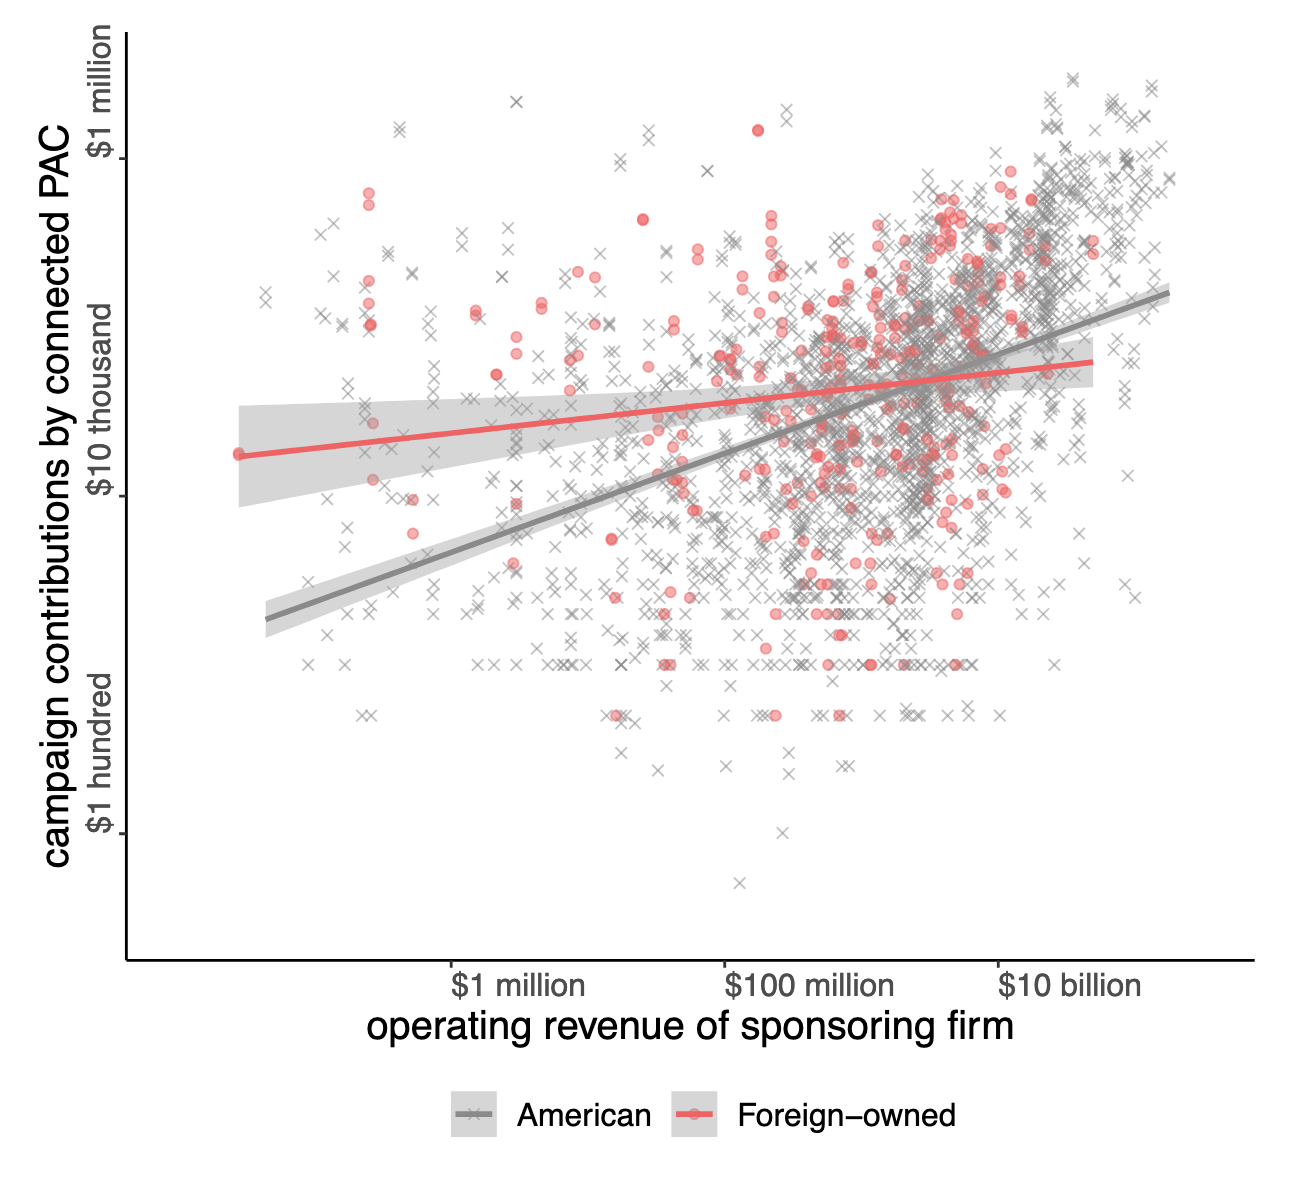 campaign contributions by connected PAC
$1 million
$10 thousand
$1 hundred
$1 million
$100 million
$10 billion
operating revenue of sponsoring firm
American
Foreign−owned